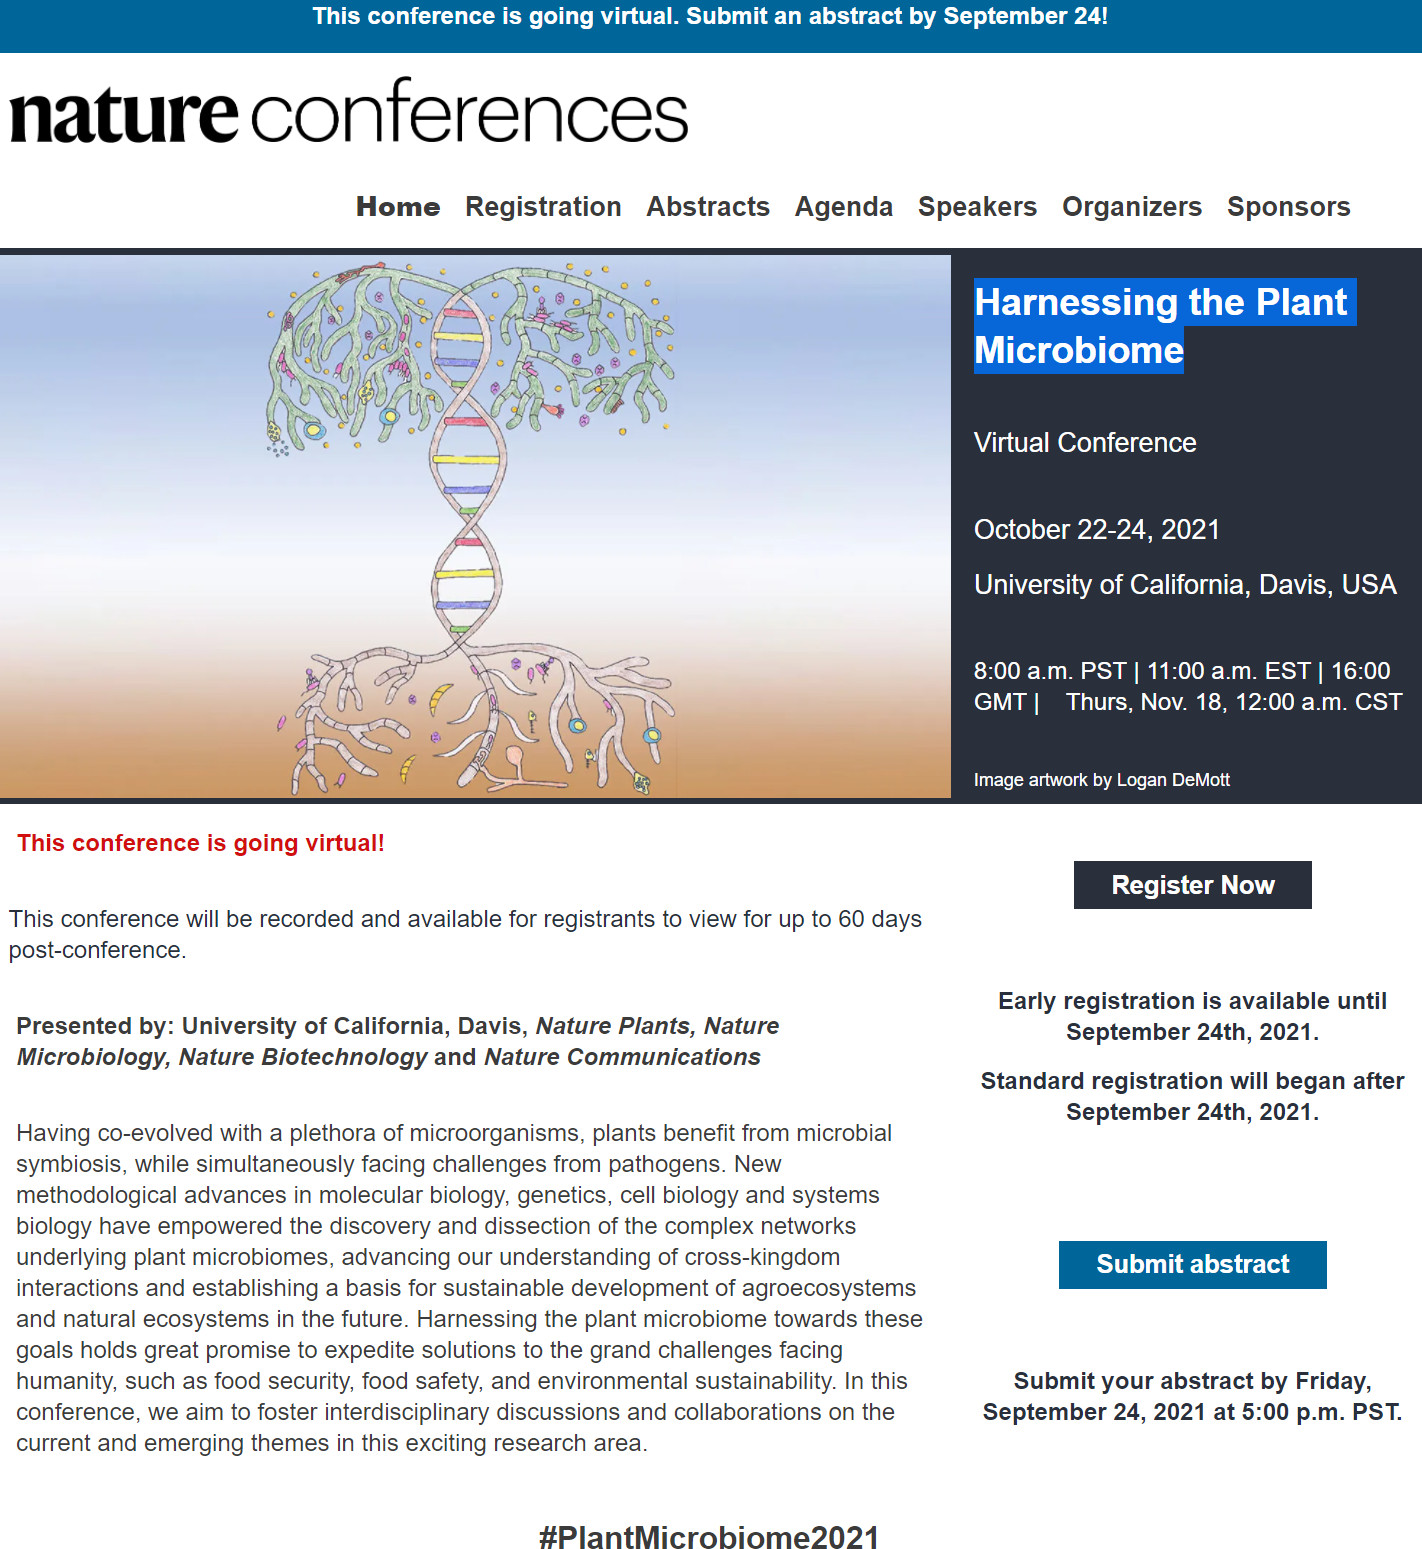 This conference is going virtual. Submit an abstract by September 24!
nature conferences
Home Registration Abstracts Agenda Speakers Organizers Sponsors
Harnessing the Plant
Microbiome
Virtual Conference
October 22-24, 2021
University of California, Davis, USA
8:00 a.m. PST | 11:00 a.m. EST | 16:00
GMT | Thurs, Nov. 18, 12:00 a.m. CST
Image artwork by Logan DeMott
This conference is going virtual!
This conference will be recorded and available for registrants to view for up to 60 days
post-conference.
Presented by: University of California, Davis, Nature Plants, Nature
Microbiology, Nature Biotechnology and Nature Communications
Having co-evolved with a plethora of microorganisms, plants benefit from microbial
symbiosis, while simultaneously facing challenges from pathogens. New
methodological advances in molecular biology, genetics, cell biology and systems
biology have empowered the discovery and dissection of the complex networks
underlying plant microbiomes, advancing our understanding of cross-kingdom
interactions and establishing a basis for sustainable development of agroecosystems
and natural ecosystems in the future. Harnessing the plant microbiome towards these
goals holds great promise to expedite solutions to the grand challenges facing
humanity, such as food security, food safety, and environmental sustainability. In this
conference, we aim to foster interdisciplinary discussions and collaborations on the
current and emerging themes in this exciting research area.
Register Now
Early registration is available until
September 24th, 2021.
Standard registration will began after
September 24th, 2021.
Submit abstract
Submit your abstract by Friday,
September 24, 2021 at 5:00 p.m. PST.
#PlantMicrobiome2021